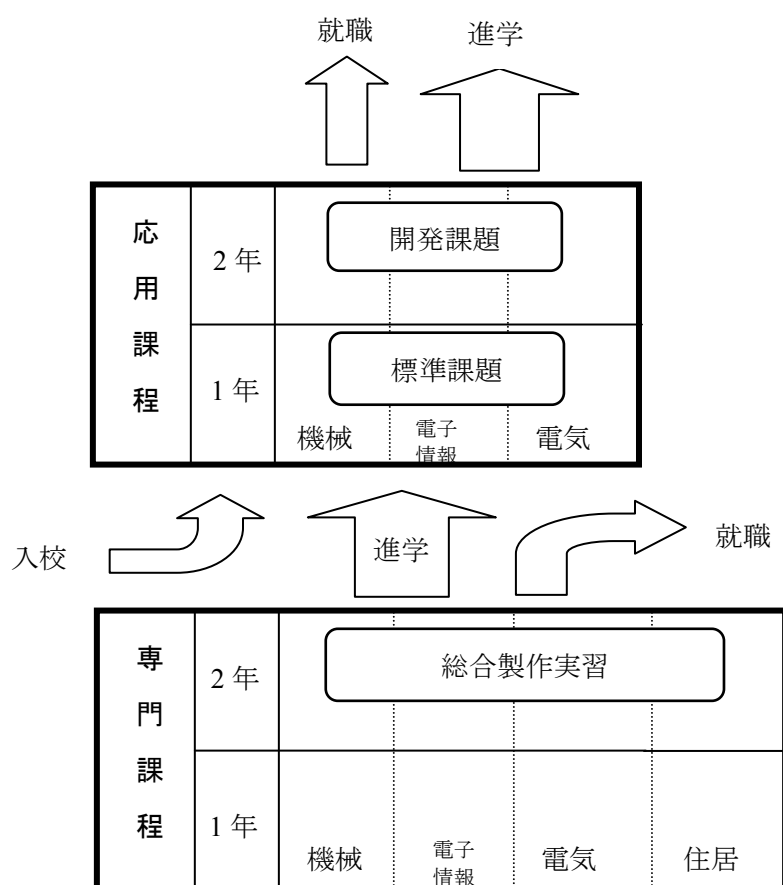 就職
進学
応用課程
2年
開発課題
1年
標準課題
機械
電子
情報
電気
入校
進学
就職
専門課程
2年
総合製作実習
1年
機械
電子
情報
電気
住居